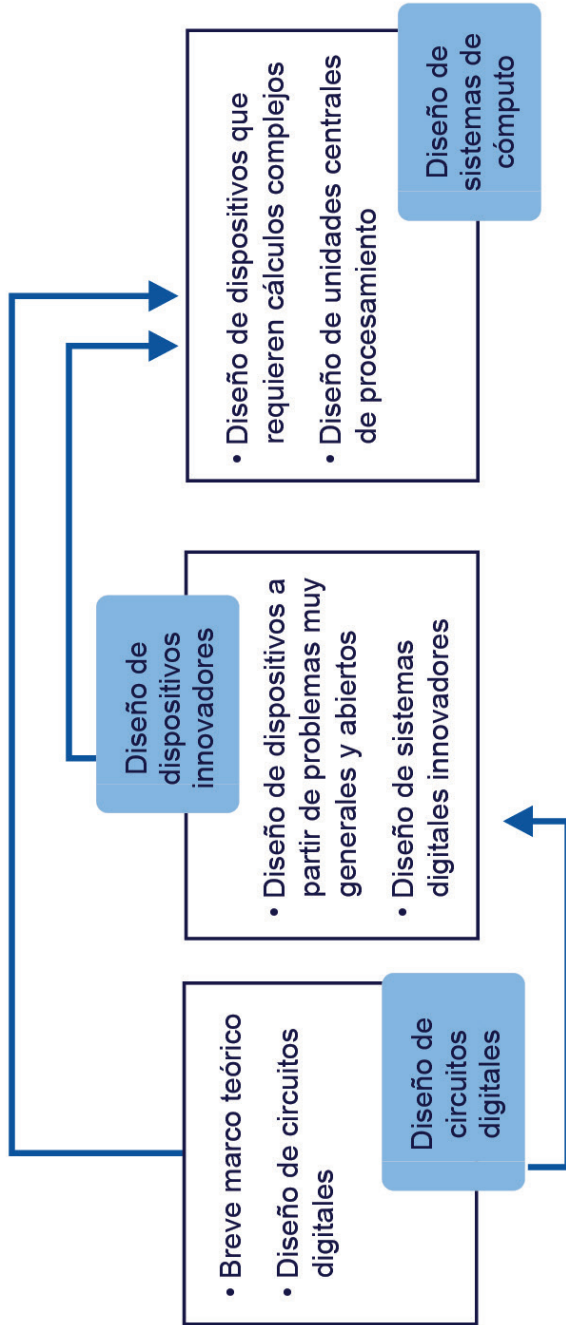 • Breve marco teórico
• Diseño de circuitos
digitales
Diseño de
circuitos
digitales
Diseño de
dispositivos
innovadores
• Diseño de dispositivos a
partir de problemas muy
generales y abiertos
• Diseño de sistemas
digitales innovadores
• Diseño de dispositivos que
requieren cálculos complejos
• Diseño de unidades centrales
de procesamiento
Diseño de
sistemas de
cómputo